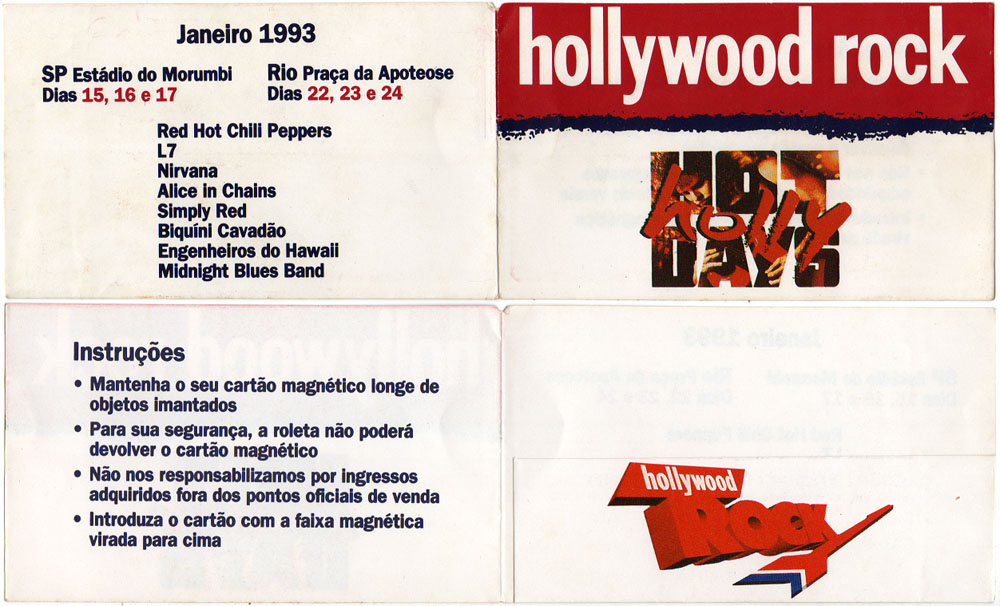 Janeiro 1993
SP Estádio do Morumbi
Dias 15, 16 e 17
Rio Praça da Apoteose
Dias 22, 23 e 24
Red Hot Chili Peppers
L7
Nirvana
Alice in Chains
Simply Red
Biquíni Cavadão
Engenheiros do Hawaii
Midnight Blues Band
hollywood rock
HOT
holly
DAYS
Instruções
• Mantenha o seu cartão magnético longe de
objetos imantados
• Para sua segurança, a roleta não poderá
devolver o cartão magnético
• Não nos responsabilizamos por ingressos
adquiridos fora dos pontos oficiais de venda
• Introduza o cartão com a faixa magnética
virada para cima
hollywood
ROCK